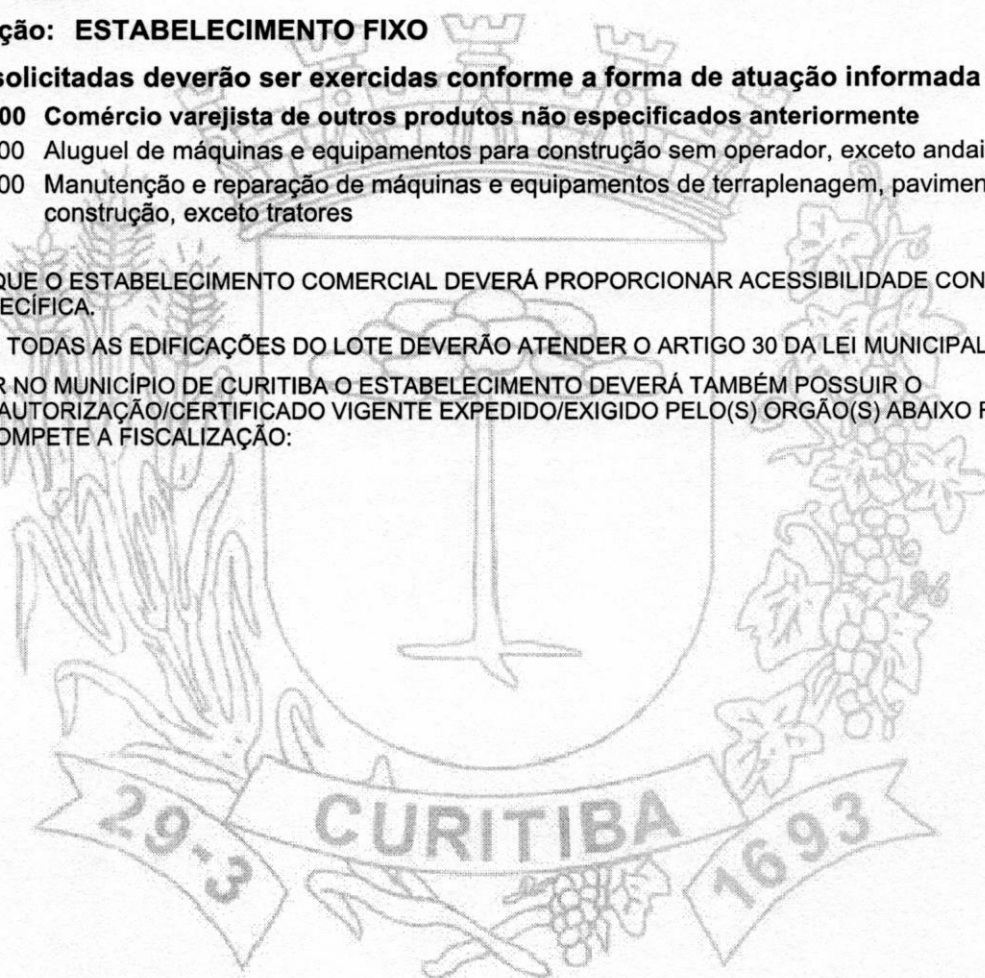 ção: ESTABELECIMENTO FIXO
solicitadas deverão ser exercidas conforme a forma de atuação informada
00 Comércio varejista de outros produtos não especificados anteriormente
00 Aluguel de máquinas e equipamentos para construção sem operador, exceto andai
00 Manutenção e reparação de máquinas e equipamentos de terraplenagem, pavimen
construção, exceto tratores
QUE O ESTABELECIMENTO COMERCIAL DEVERÁ PROPORCIONAR ACESSIBILIDADE CON
ECÍFICA.
TODAS AS EDIFICAÇÕES DO LOTE DEVERÃO ATENDER O ARTIGO 30 DA LEI MUNICIPAL
R NO MUNICÍPIO DE CURITIBA O ESTABELECIMENTO DEVERÁ TAMBÉM POSSUIR O
AUTORIZAÇÃO/CERTIFICADO VIGENTE EXPEDIDO/EXIGIDO PELO(S) ORGÃO(S) ABAIXO
OMPETE A FISCALIZAÇÃO:
29-3 CURITIBA 1693